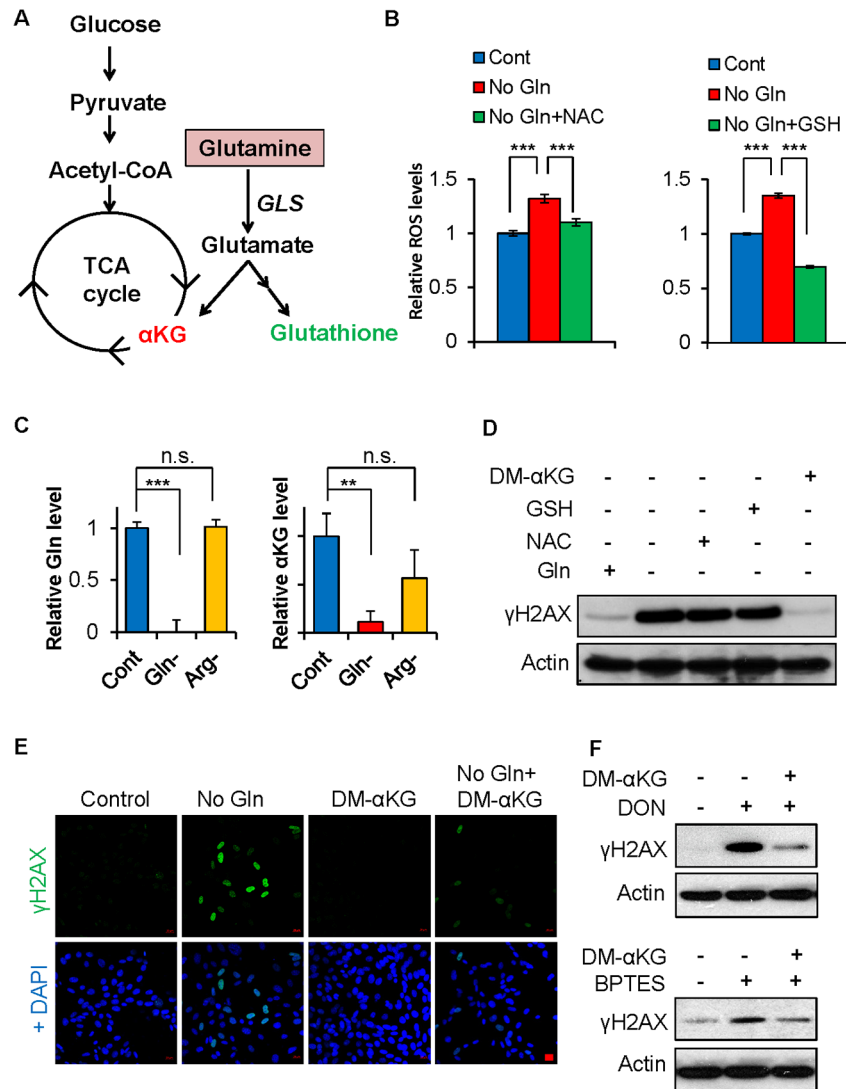 A
Glucose
Pyruvate
Acetyl-CoA
TCA
cycle
αKG
Glutamine
GLS
Glutamate
Glutathione
B
Cont
No Gln
No Gln+NAC
Relative ROS levels
*** ***
1.5
1
0.5
0
Cont
No Gln
No Gln+GSH
*** ***
1.5
1
0.5
0
C
Relative Gln level
n.s.
***
1
0.5
0
Cont
Gln-
Arg-
Relative αKG level
n.s.
**
Cont
Gln-
Arg-
D
DM-αKG - - - - +
GSH - - - + -
NAC - - + - -
Gln + - - - -
γH2AX
Actin
E
Control
No Gln
DM-αKG
No Gln+
DM-αKG
γH2AX
+ DAPI
F
DM-αKG - - +
DON - + +
γH2AX
Actin
DM-αKG - - +
BPTES - + +
γH2AX
Actin